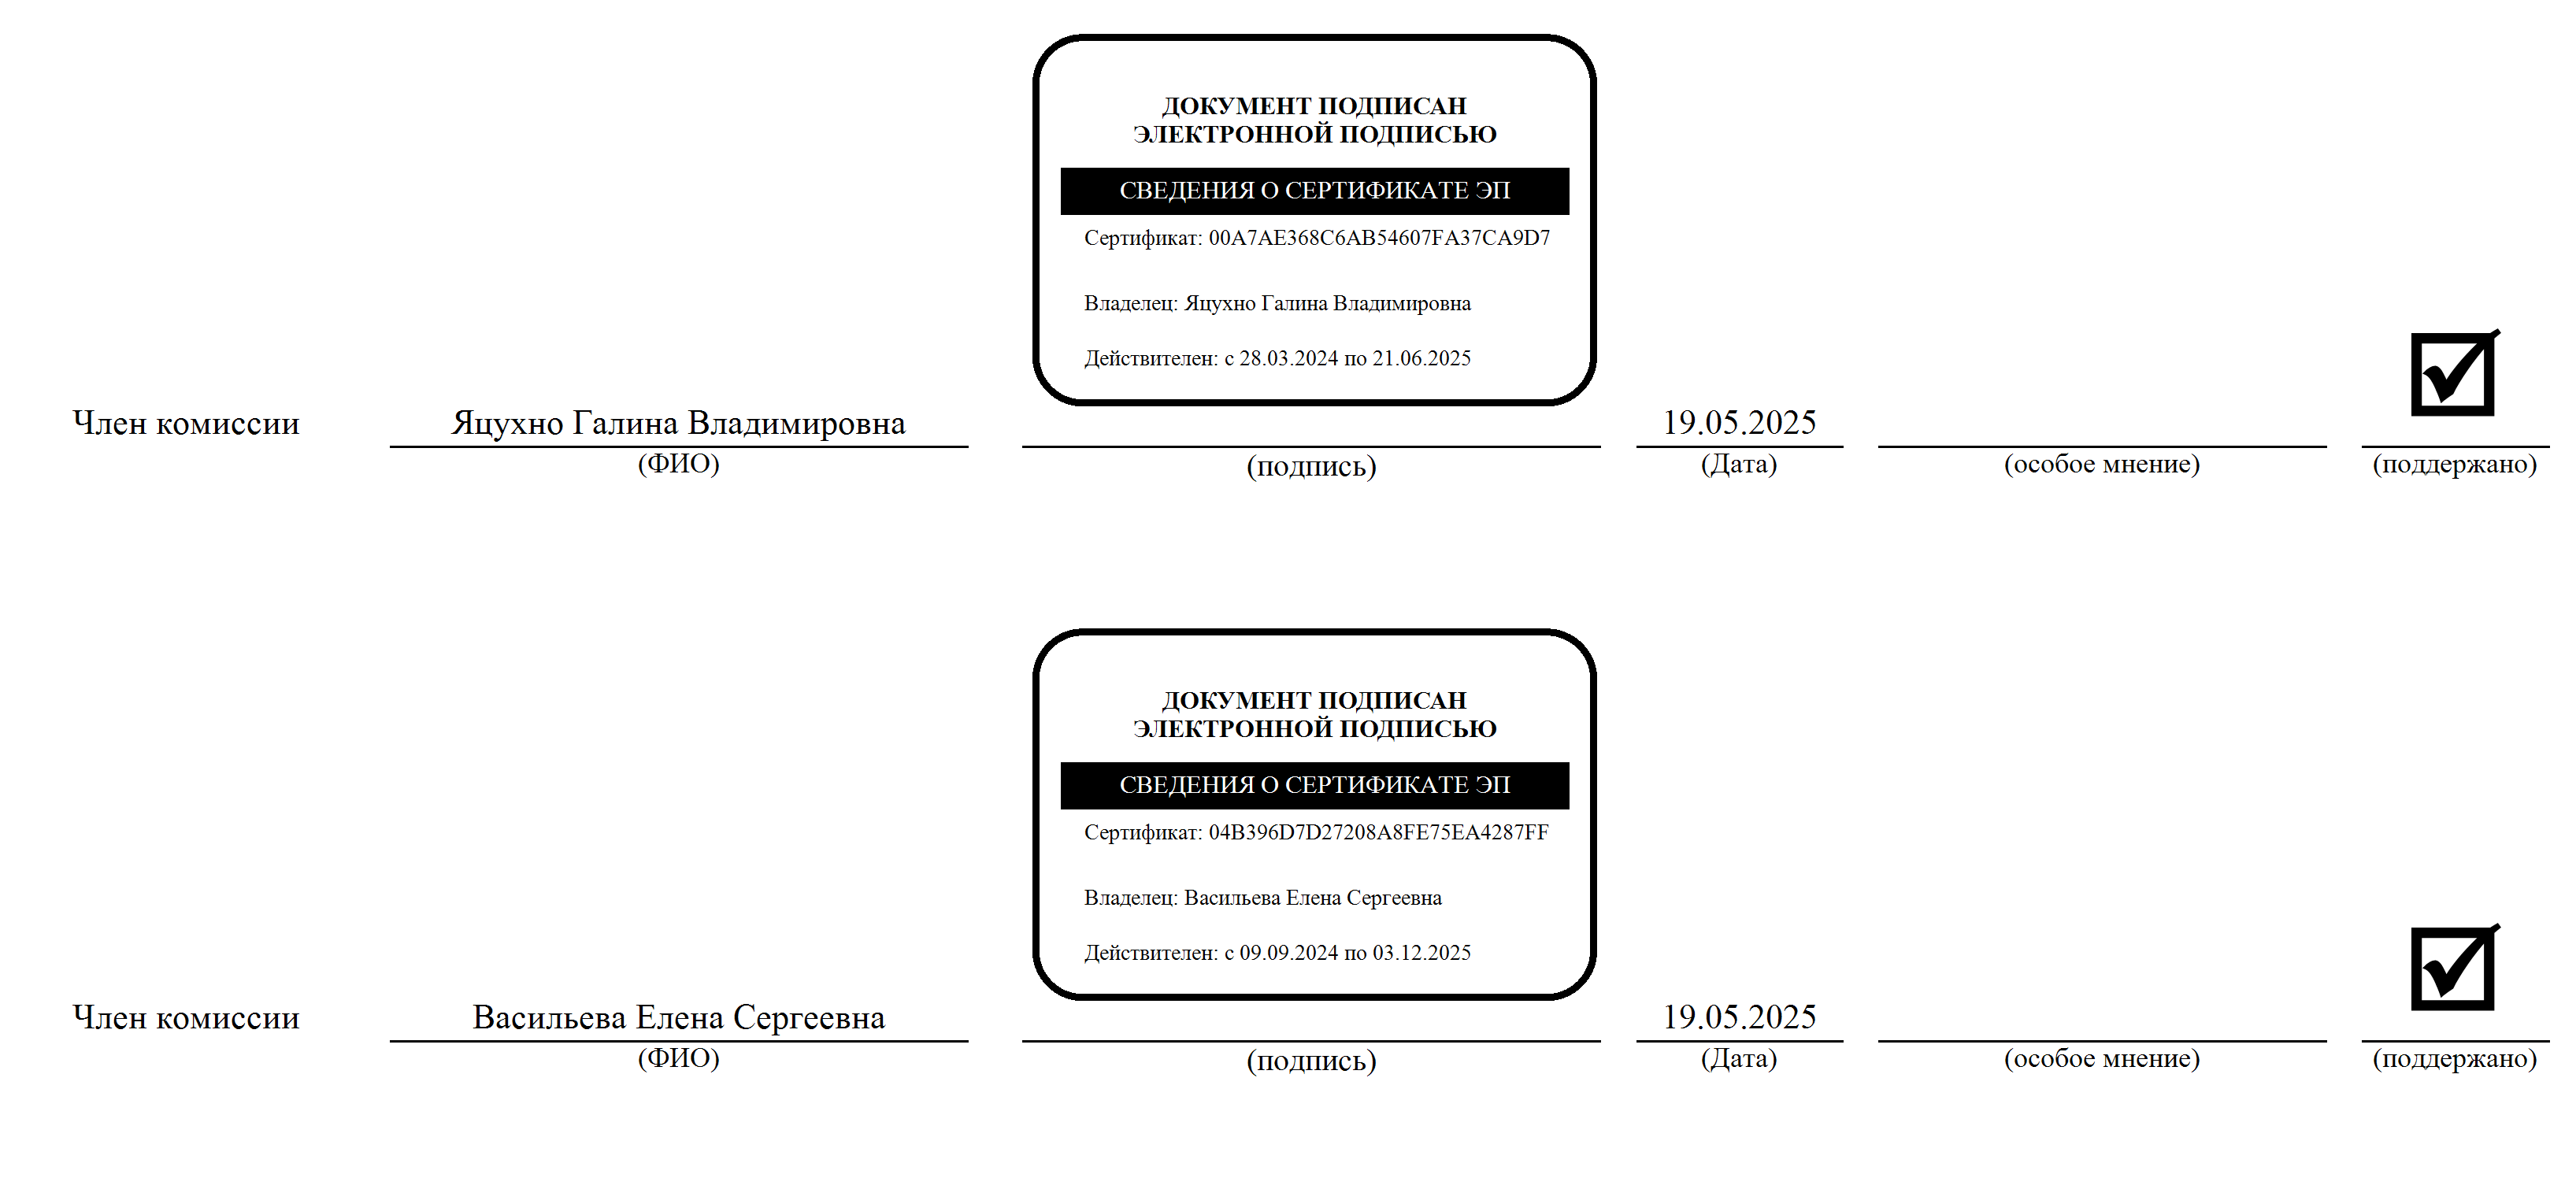 ДОКУМЕНТ ПОДПИСАН
ЭЛЕКТРОННОЙ ПОДПИСЬЮ
СВЕДЕНИЯ О СЕРТИФИКАТЕ ЭП
Сертификат: 00A7AE368C6AB54607FA37CA9D7
Владелец: Яцухно Галина Владимировна
Действителен: с 28.03.2024 по 21.06.2025
Член комиссии Яцухно Галина Владимировна 19.05.2025
(ФИО) (подпись) (Дата) (особое мнение) (поддержано)
ДОКУМЕНТ ПОДПИСАН
ЭЛЕКТРОННОЙ ПОДПИСЬЮ
СВЕДЕНИЯ О СЕРТИФИКАТЕ ЭП
Сертификат: 04B396D7D27208A8FE75EA4287FF
Владелец: Васильева Елена Сергеевна
Действителен: с 09.09.2024 по 03.12.2025
Член комиссии Васильева Елена Сергеевна 19.05.2025
(ФИО) (подпись) (Дата) (особое мнение) (поддержано)